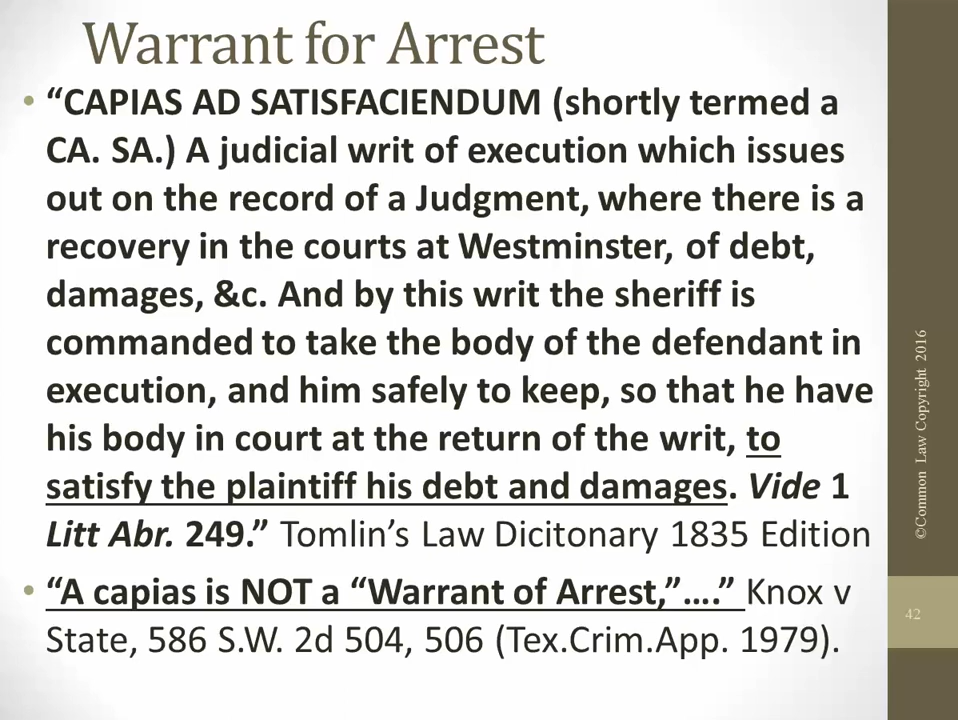 Warrant for Arrest
• “CAPIAS AD SATISFACIENDUM (shortly termed a
CA. SA.) A judicial writ of execution which issues
out on the record of a Judgment, where there is a
recovery in the courts at Westminster, of debt,
damages, &c. And by this writ the sheriff is
commanded to take the body of the defendant in
execution, and him safely to keep, so that he have
his body in court at the return of the writ, to
satisfy the plaintiff his debt and damages. Vide 1
Litt Abr. 249.” Tomlin’s Law Dicitonary 1835 Edition
• “A capias is NOT a “Warrant of Arrest,”….” Knox v
State, 586 S.W. 2d 504, 506 (Tex.Crim.App. 1979).
©Common Law Copyright 2016
42